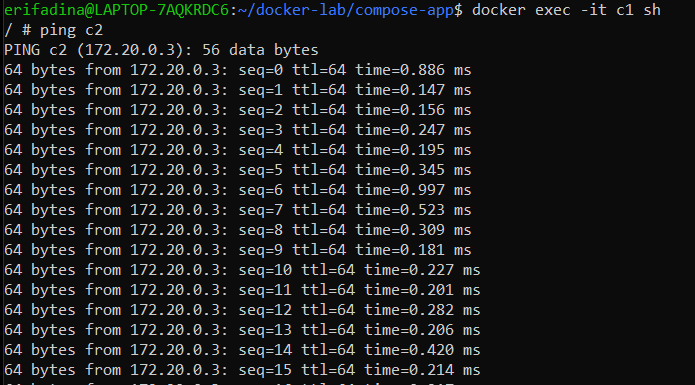 erifadina@LAPTOP-7AQKRDC6:~/docker-lab/compose-app$ docker exec -it c1 sh
/ # ping c2
PING c2 (172.20.0.3): 56 data bytes
64 bytes from 172.20.0.3: seq=0 ttl=64 time=0.886 ms
64 bytes from 172.20.0.3: seq=1 ttl=64 time=0.147 ms
64 bytes from 172.20.0.3: seq=2 ttl=64 time=0.156 ms
64 bytes from 172.20.0.3: seq=3 ttl=64 time=0.247 ms
64 bytes from 172.20.0.3: seq=4 ttl=64 time=0.195 ms
64 bytes from 172.20.0.3: seq=5 ttl=64 time=0.345 ms
64 bytes from 172.20.0.3: seq=6 ttl=64 time=0.997 ms
64 bytes from 172.20.0.3: seq=7 ttl=64 time=0.523 ms
64 bytes from 172.20.0.3: seq=8 ttl=64 time=0.309 ms
64 bytes from 172.20.0.3: seq=9 ttl=64 time=0.181 ms
64 bytes from 172.20.0.3: seq=10 ttl=64 time=0.227 ms
64 bytes from 172.20.0.3: seq=11 ttl=64 time=0.201 ms
64 bytes from 172.20.0.3: seq=12 ttl=64 time=0.282 ms
64 bytes from 172.20.0.3: seq=13 ttl=64 time=0.206 ms
64 bytes from 172.20.0.3: seq=14 ttl=64 time=0.420 ms
64 bytes from 172.20.0.3: seq=15 ttl=64 time=0.214 ms